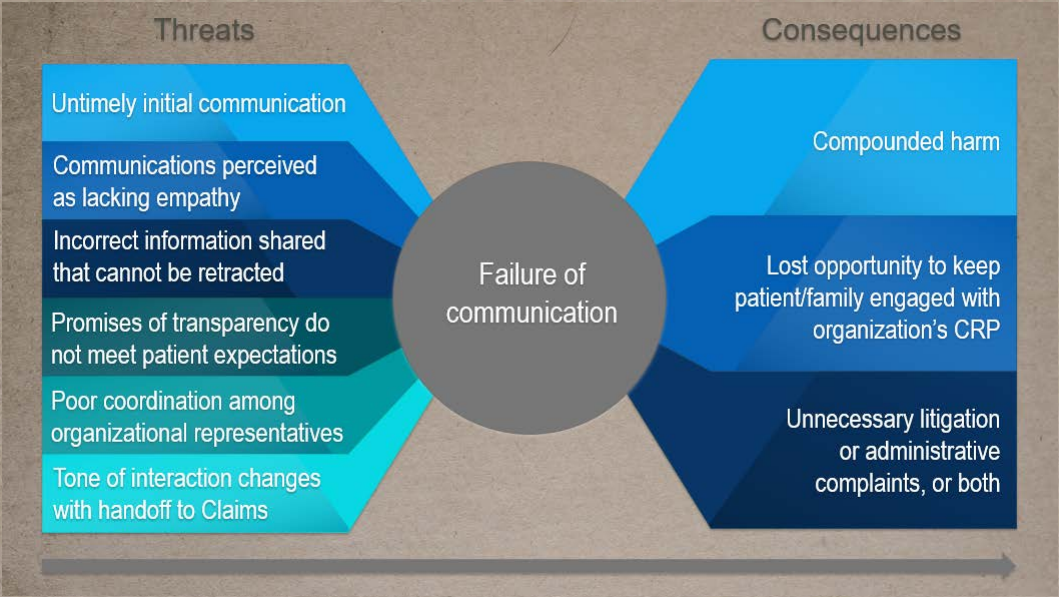 Threats
Consequences
Untimely initial communication
Communications perceived
as lacking empathy
Incorrect information shared
that cannot be retracted
Promises of transparency do
not meet patient expectations
Poor coordination among
organizational representatives
Tone of interaction changes
with handoff to Claims
Failure of
communication
Compounded harm
Lost opportunity to keep
patient/family engaged with
organization's CRP
Unnecessary litigation
or administrative
complaints, or both